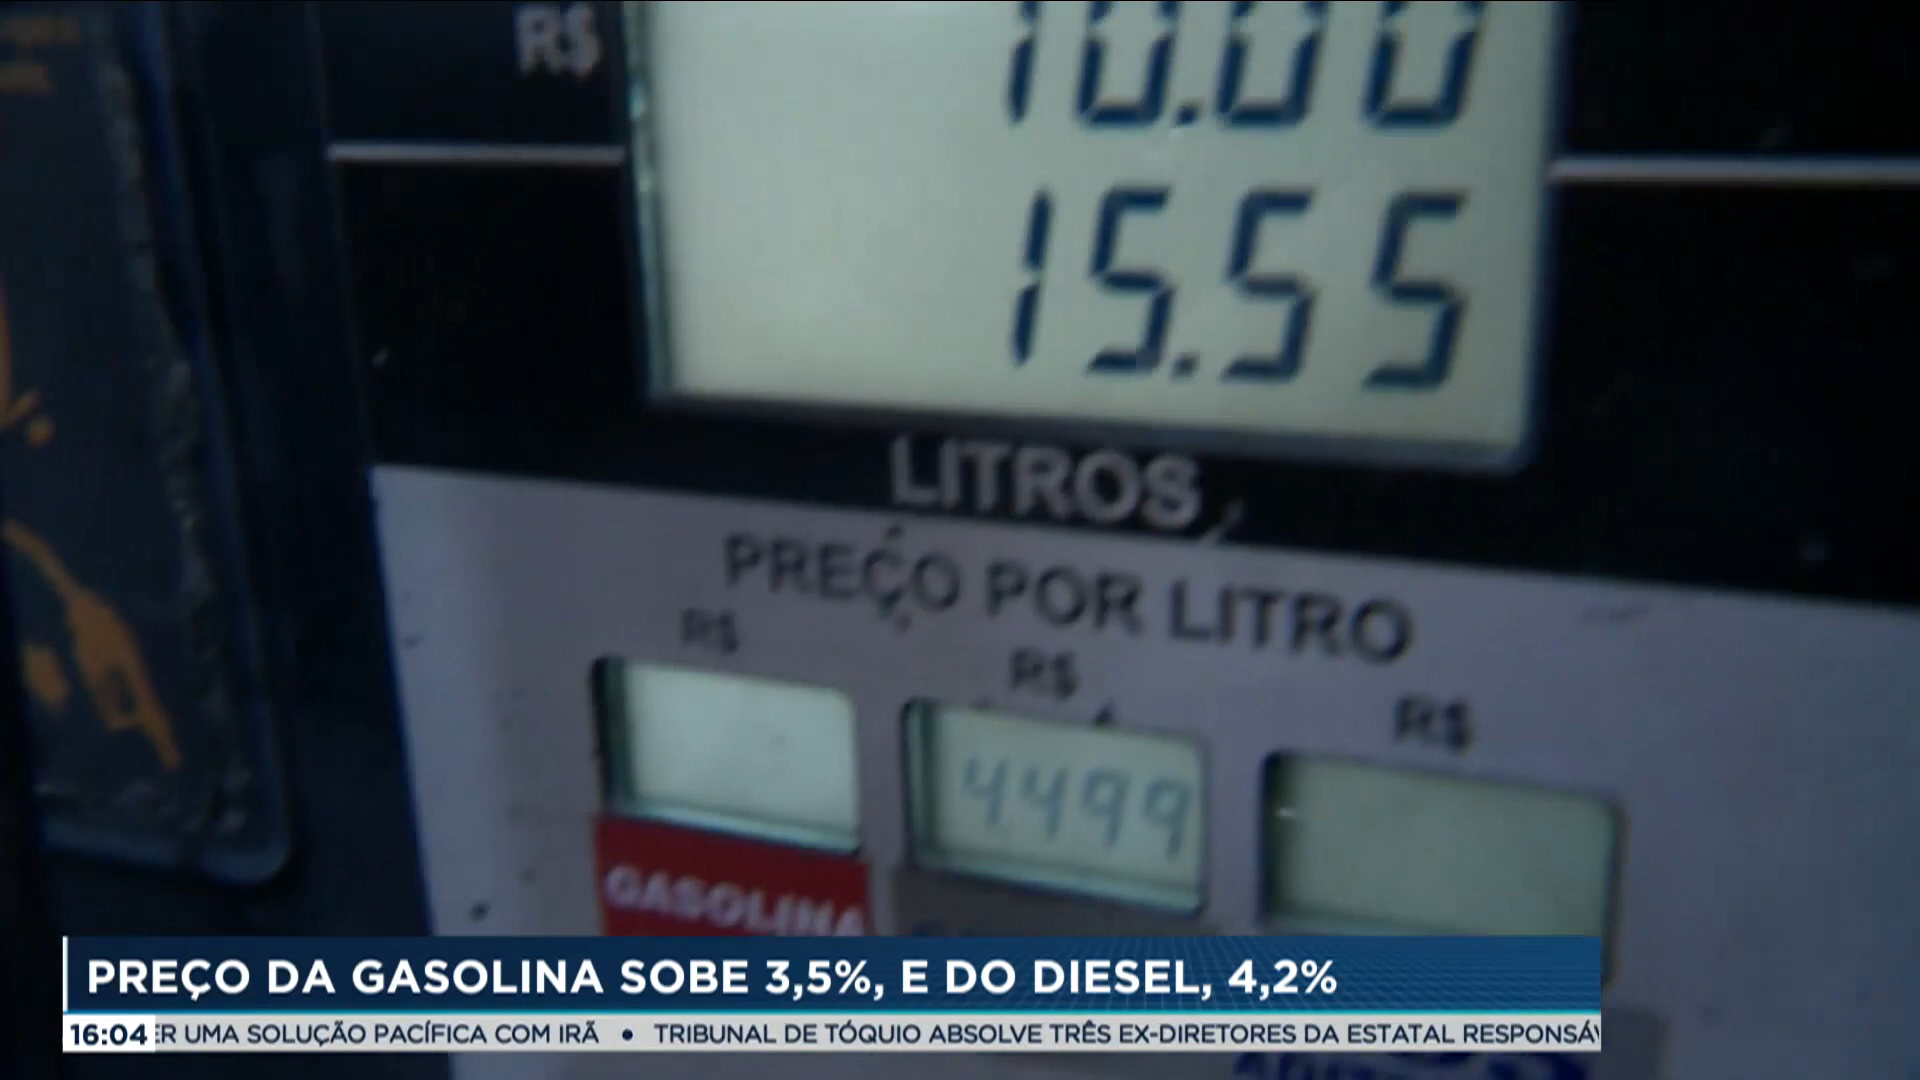 R$
10.00
15.55
LITROS
PREÇO POR LITRO
R$
R$
R$
4499
GASOLINA
PREÇO DA GASOLINA SOBE 3,5%, E DO DIESEL, 4,2%
16:04 ER UMA SOLUÇÃO PACÍFICA COM IRÃ • TRIBUNAL DE TÓQUIO ABSOLVE TRÊS EX-DIRETORES DA ESTATAL RESPONSÁV